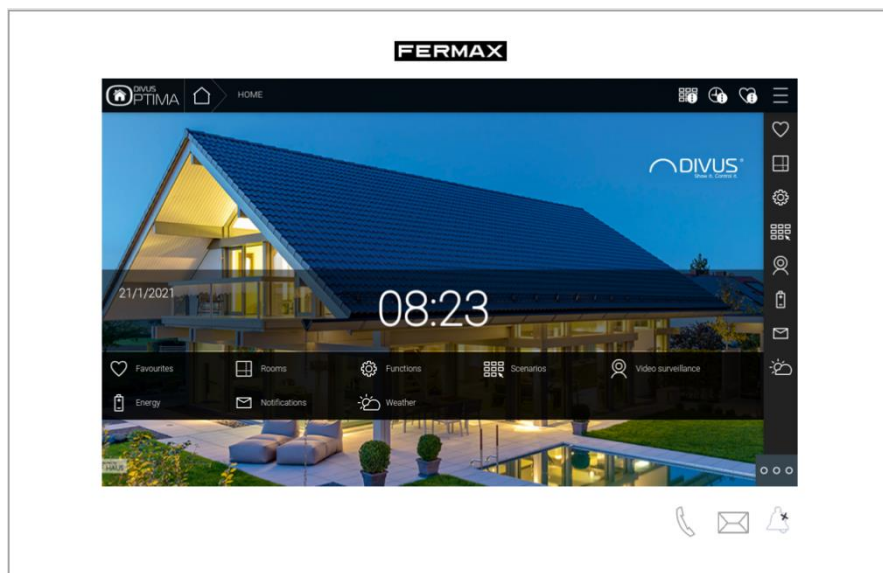 FERMAX
DIVUS
OPTIMA
HOME
DIVUS
Show it. Control it.
21/1/2021
08:23
Favourites
Rooms
Functions
Scenarios
Video surveillance
Energy
Notifications
Weather
HAUS